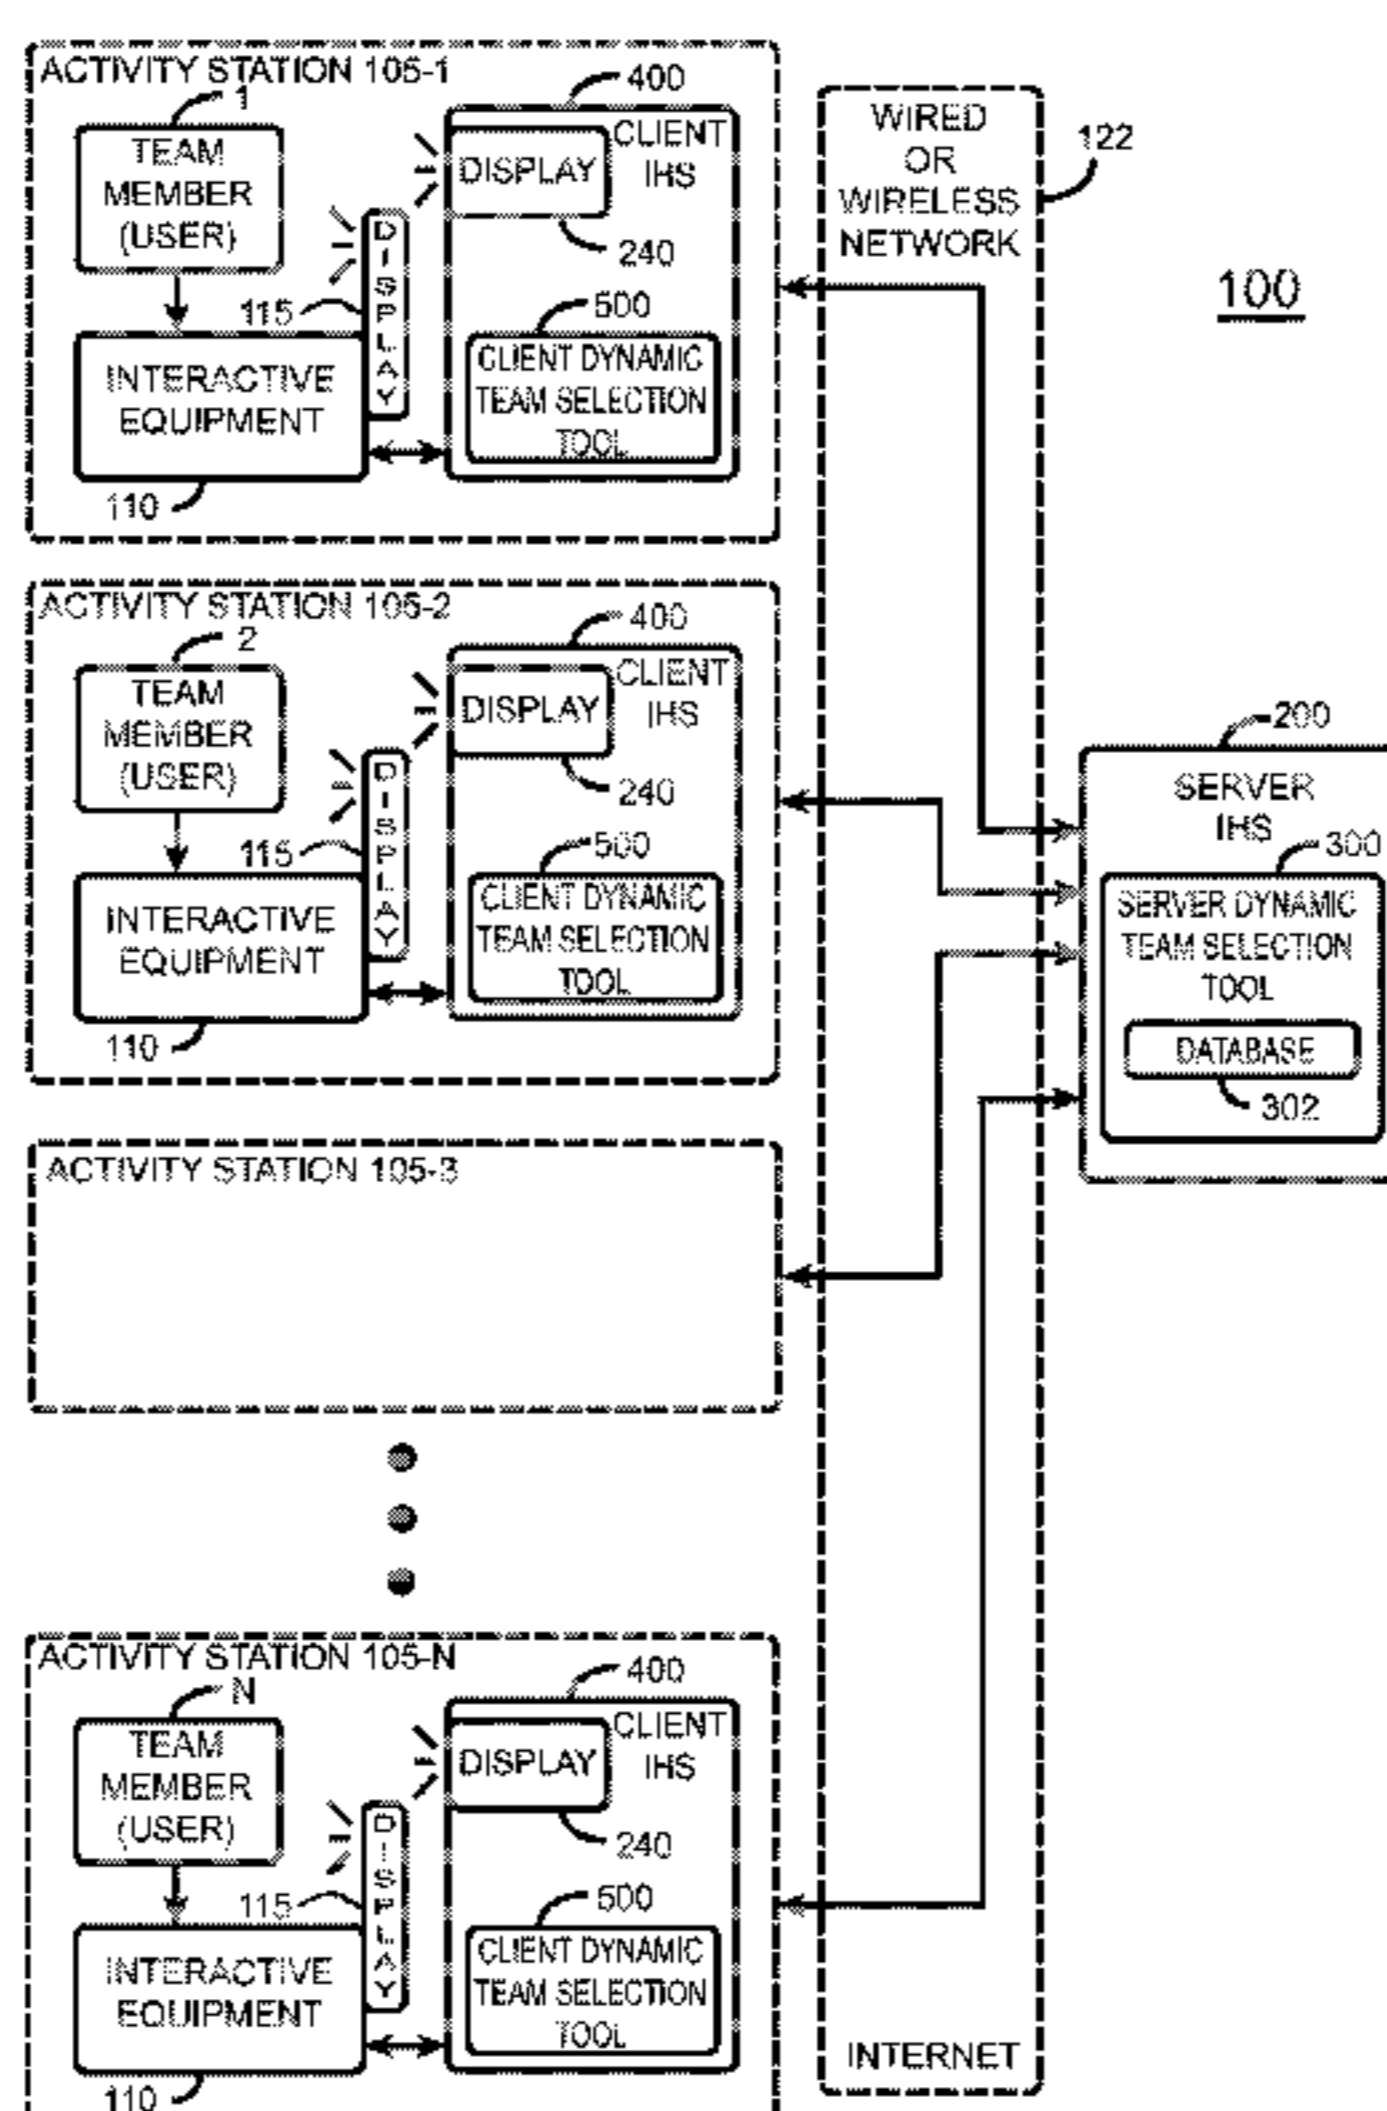 ACTIVITY STATION 105-1
1
TEAM
MEMBER
(USER)
115
DISPLAY
INTERACTIVE
EQUIPMENT
110
400
CLIENT
IHS
DISPLAY
240
500
CLIENT DYNAMIC
TEAM SELECTION
TOOL
ACTIVITY STATION 105-2
2
TEAM
MEMBER
(USER)
115
DISPLAY
INTERACTIVE
EQUIPMENT
110
400
CLIENT
IHS
DISPLAY
240
500
CLIENT DYNAMIC
TEAM SELECTION
TOOL
ACTIVITY STATION 105-3
ACTIVITY STATION 105-N
N
TEAM
MEMBER
(USER)
115
DISPLAY
INTERACTIVE
EQUIPMENT
110
400
CLIENT
IHS
DISPLAY
240
500
CLIENT DYNAMIC
TEAM SELECTION
TOOL
WIRED
OR
WIRELESS
NETWORK
122
INTERNET
100
200
SERVER
IHS
300
SERVER DYNAMIC
TEAM SELECTION
TOOL
DATABASE
302